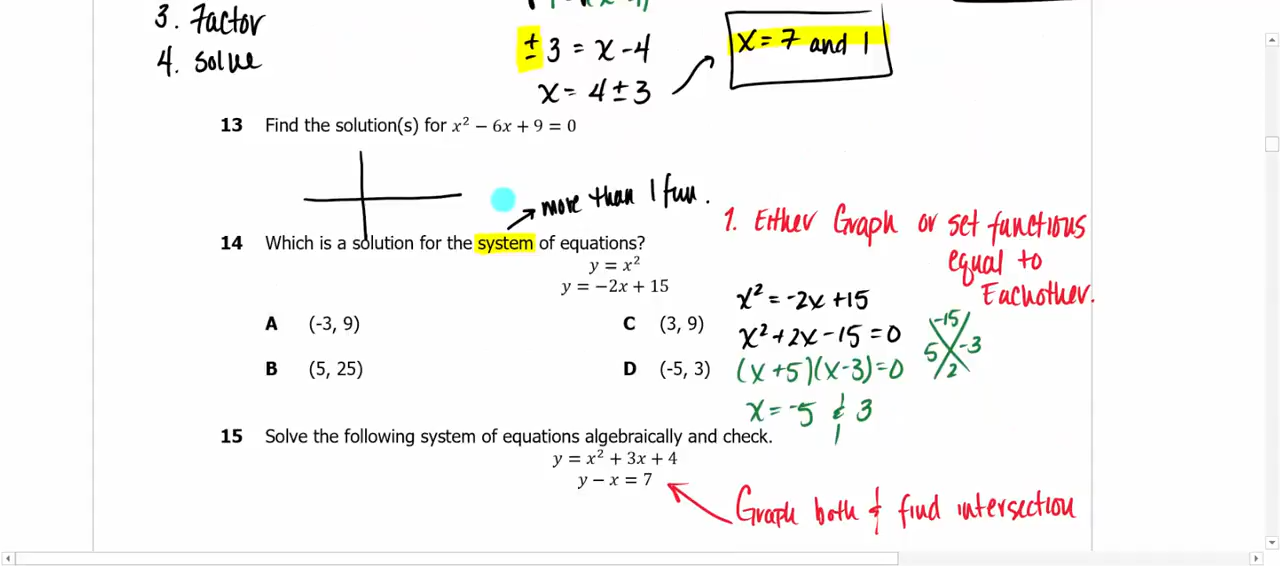 3. Factor
4. Solve
± 3 = x - 4
x = 4 ± 3
x = 7 and 1
13 Find the solution(s) for x² − 6x + 9 = 0
more than 1 fun.
14 Which is a solution for the system of equations?
y = x²
y = −2x + 15
A (-3, 9)
C (3, 9)
B (5, 25)
D (-5, 3)
1. Either Graph or set functions
equal to
Eachother.
x² = -2x + 15
x² + 2x - 15 = 0
(x + 5)(x - 3) = 0
x = -5 & 3
-15
5 -3
2
15 Solve the following system of equations algebraically and check.
y = x² + 3x + 4
y − x = 7
Graph both & find intersection